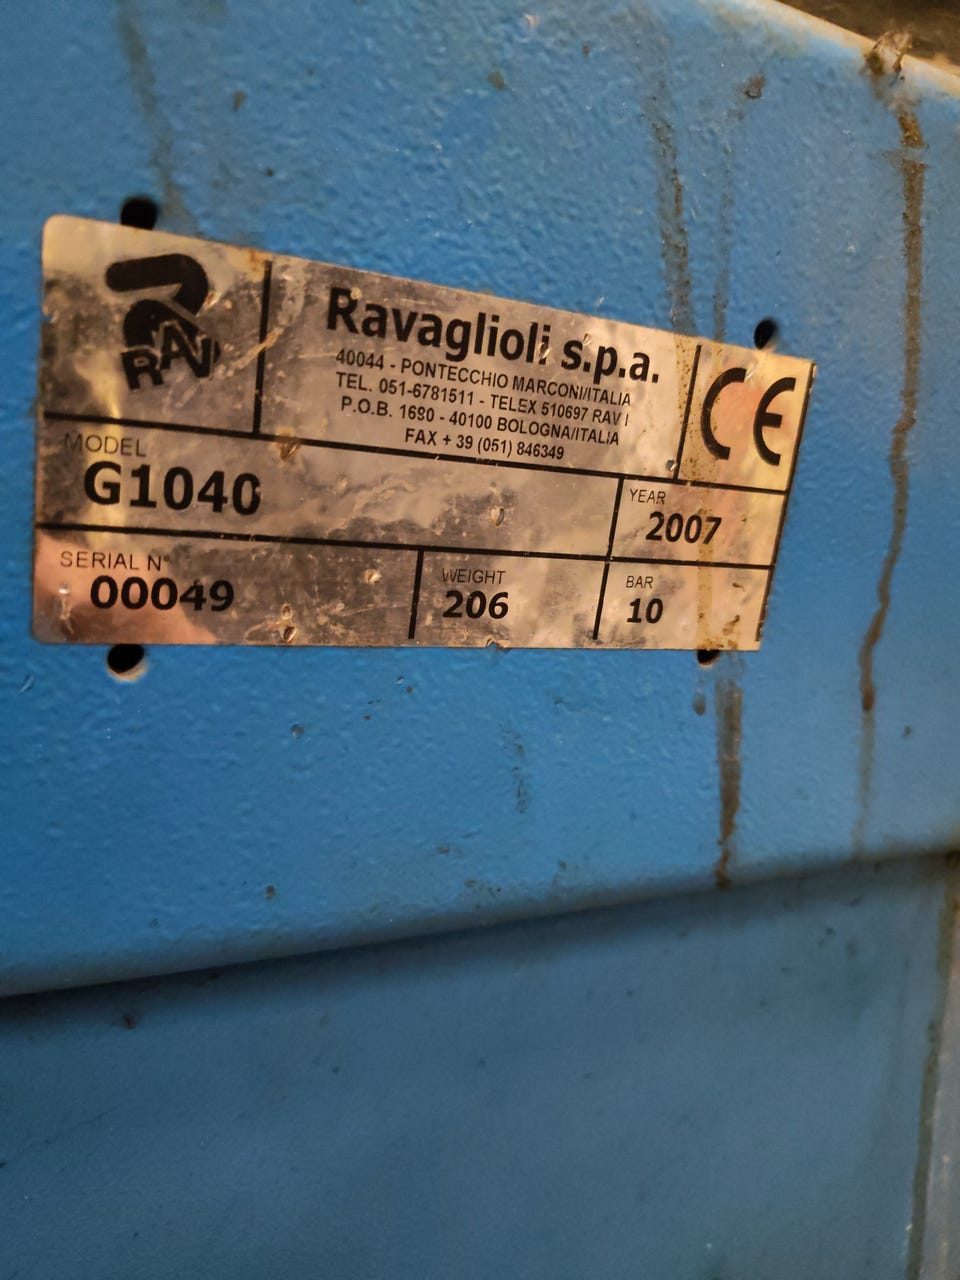 RAV
Ravaglioli s.p.a.
40044 - PONTECCHIO MARCONI/ITALIA
TEL. 051-6781511 - TELEX 510697 RAV I
P.O.B. 1680 - 40100 BOLOGNA/ITALIA
FAX + 39 (051) 846349
CE
MODEL
G1040
YEAR
2007
SERIAL N°
00049
WEIGHT
206
BAR
10